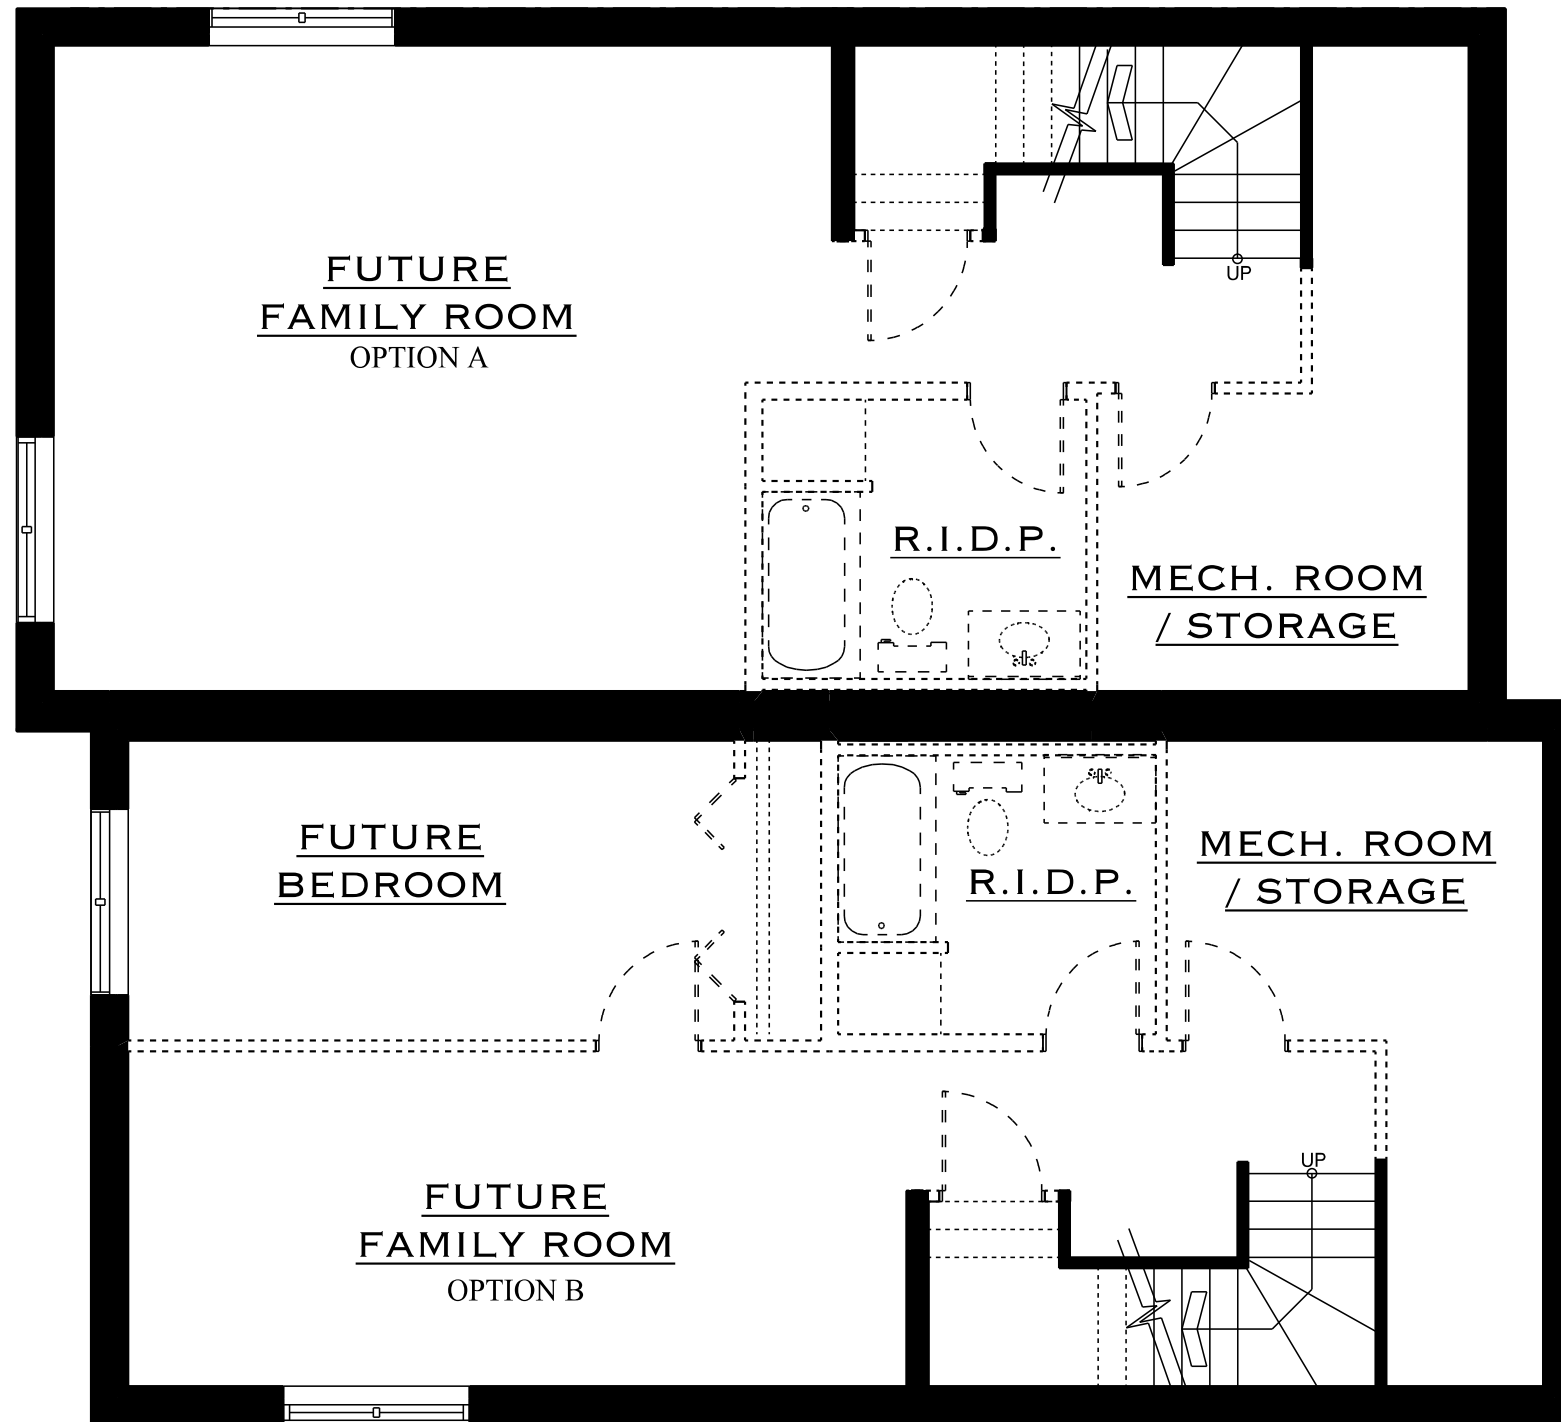 UP
FUTURE
FAMILY ROOM
OPTION A
R.I.D.P.
MECH. ROOM
/ STORAGE
FUTURE
BEDROOM
R.I.D.P.
MECH. ROOM
/ STORAGE
UP
FUTURE
FAMILY ROOM
OPTION B